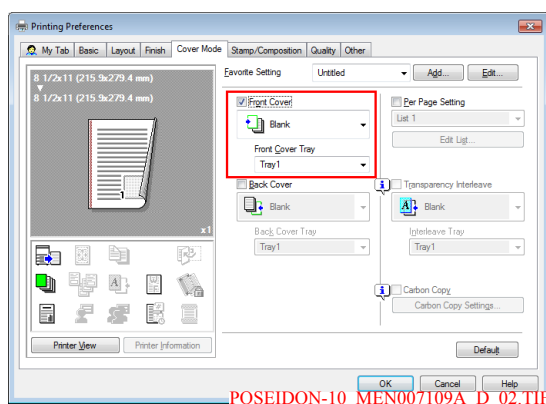 Printing Preferences
My Tab Basic Layout Finish Cover Mode Stamp/Composition Quality Other
8 1/2x11 (215.9x279.4 mm)
8 1/2x11 (215.9x279.4 mm)
1
x1
Printer View Printer Information
Favorite Setting Untitled Add... Edit...
Front Cover
Blank
Front Cover Tray
Tray1
Back Cover
Blank
Back Cover Tray
Tray1
Per Page Setting
List 1
Edit List...
Transparency Interleave
Blank
Interleave Tray
Tray1
Carbon Copy
Carbon Copy Settings...
Default
OK Cancel Help
POSEIDON-10_MEN007109A_D_02.TIF